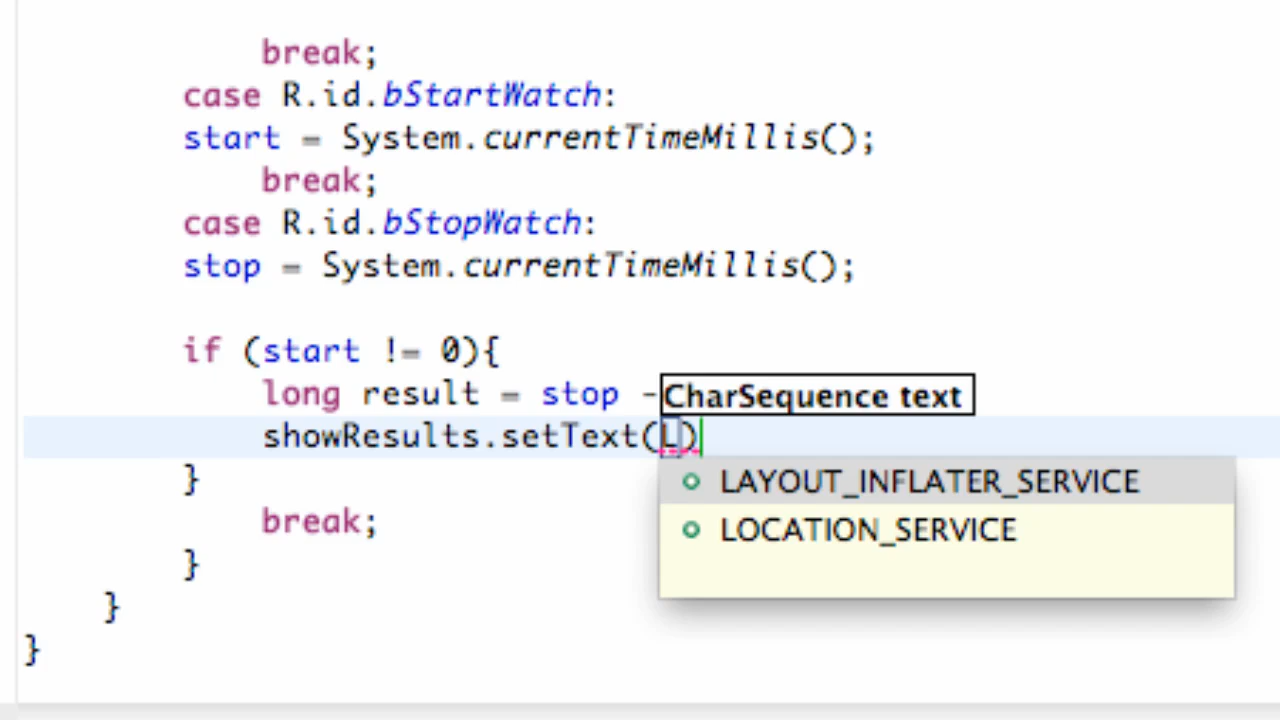 break;
case R.id.bStartWatch:
start = System.currentTimeMillis();
break;
case R.id.bStopWatch:
stop = System.currentTimeMillis();
if (start != 0){
long result = stop -
CharSequence text
showResults.setText(L)
LAYOUT_INFLATER_SERVICE
}
LOCATION_SERVICE
break;
}
}
}